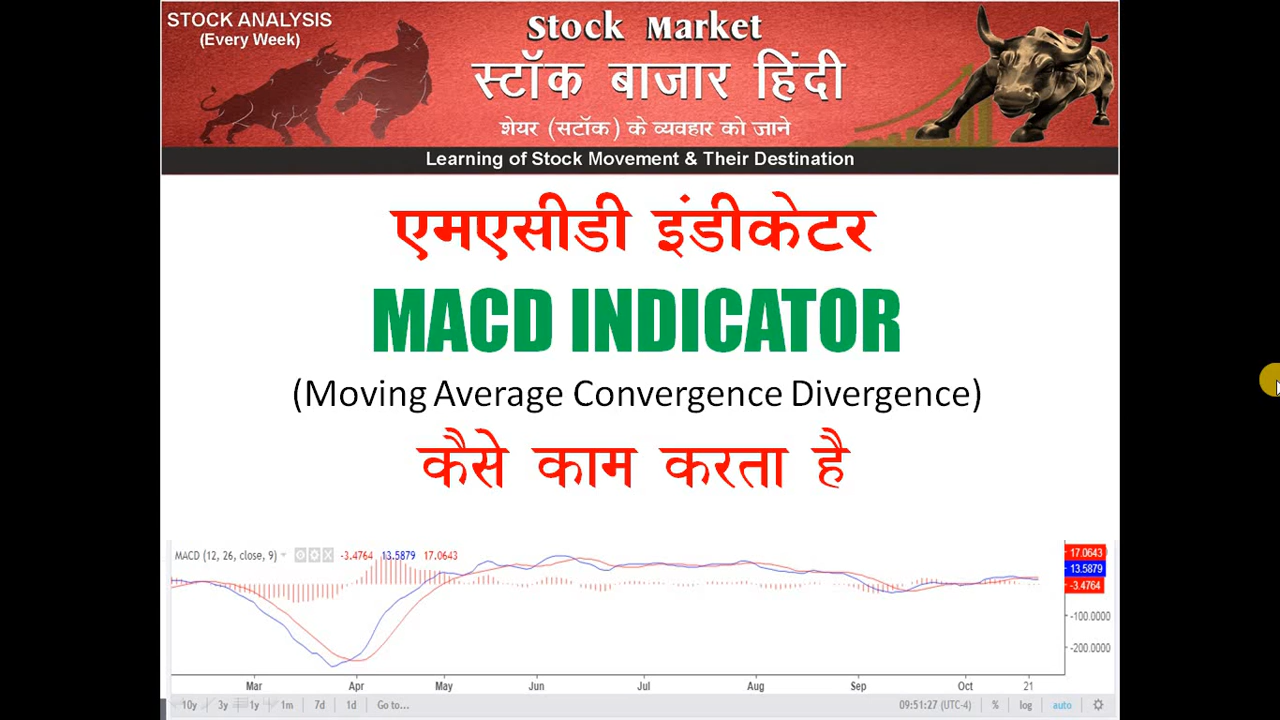 STOCK ANALYSIS
(Every Week)
Stock Market
स्टॉक बाजार हिंदी
शेयर (सटॉक) के व्यवहार को जाने
Learning of Stock Movement & Their Destination
एमएसीडी इंडीकेटर
MACD INDICATOR
(Moving Average Convergence Divergence)
कैसे काम करता है
MACD (12, 26, close, 9) -3.4764 13.5879 17.0643
17.0643
13.5879
-3.4764
-100.0000
-200.0000
Mar Apr May Jun Jul Aug Sep Oct 21
10y 3y 1y 1m 7d 1d Go to... 09:51:27 (UTC-4) % log auto